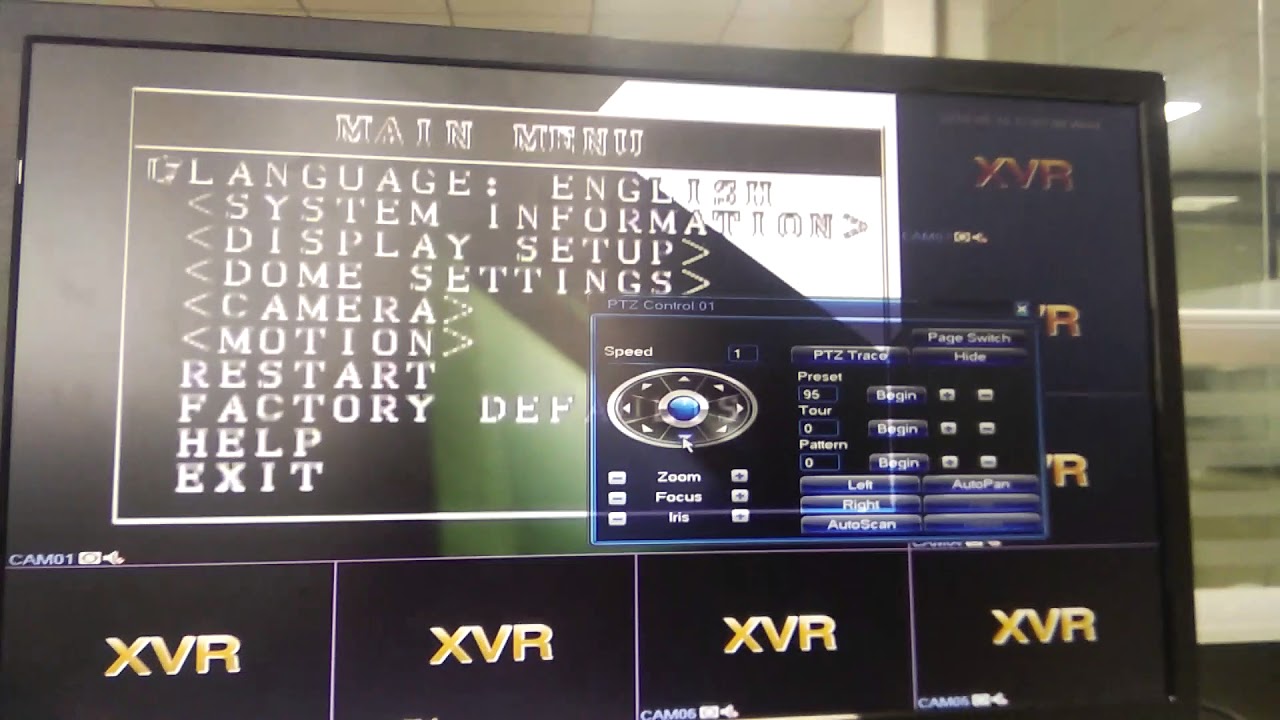 MAIN MENU
LANGUAGE: ENGLISH
<SYSTEM INFORMATION>
<DISPLAY SETUP>
<DOME SETTINGS>
<CAMERA>
<MOTION>
RESTART
FACTORY DEF
HELP
EXIT
PTZ Control 01
Speed 1
Page Switch
PTZ Trace
Hide
Preset
95 Begin
Tour
0 Begin
Pattern
0 Begin
Zoom
Focus
Iris
Left AutoPan
Right
AutoScan
XVR
VR
VR
CAM01
XVR
XVR
XVR
XVR
CAM06
CAM05